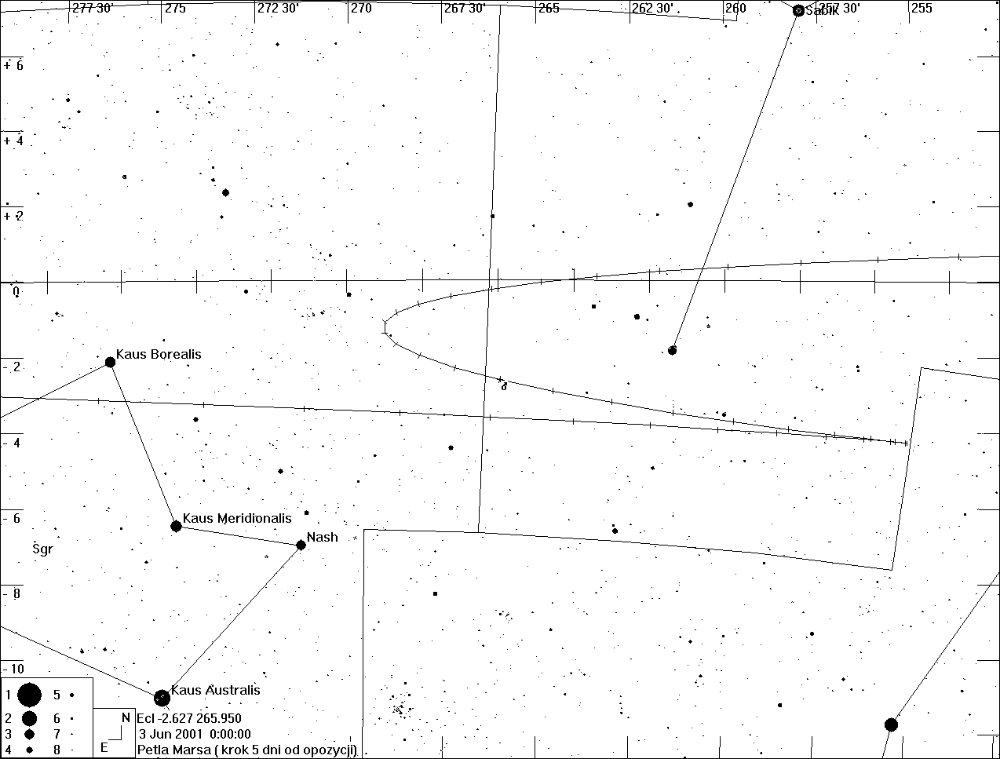 277 30' 275 272 30' 270 267 30' 265 262 30' 260 257 30' 255
Sabik
+ 6
+ 4
+ 2
0
Kaus Borealis
- 2
♂
- 4
- 6
Kaus Meridionalis
Nash
Sgr
- 8
- 10
Kaus Australis
1 5
2 6
3 7
4 8
N
E
Ecl -2.627 265.950
3 Jun 2001 0:00:00
Petla Marsa ( krok 5 dni od opozycji)